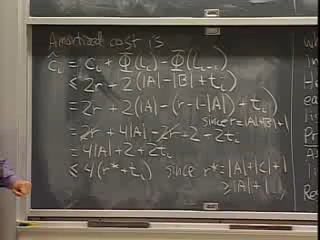 Amortized cost is
ĉᵢ = cᵢ + Φ(Lᵢ) - Φ(Lᵢ₋₁)
≤ 2r + 2(|A| - |B| + tᵢ)
= 2r + 2(|A| - (r-1-|A|) + tᵢ)
since r=|A|+|B|+1
= 2r + 4|A| - 2r + 2 + 2tᵢ
= 4|A| + 2 + 2tᵢ
≤ 4(r* + tᵢ) since r* = |A|+|C|+1
≥ |A|+1